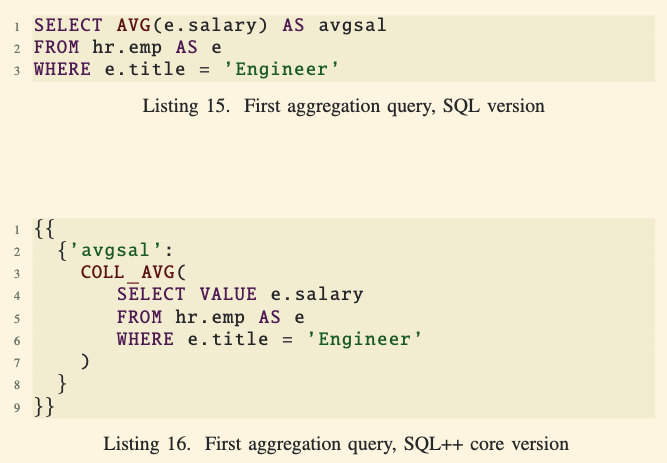 1 SELECT AVG(e.salary) AS avgsal
2 FROM hr.emp AS e
3 WHERE e.title = 'Engineer'
Listing 15. First aggregation query, SQL version
1 {{
2   {'avgsal':
3     COLL_AVG(
4        SELECT VALUE e.salary
5        FROM hr.emp AS e
6        WHERE e.title = 'Engineer'
7     )
8   }
9 }}
Listing 16. First aggregation query, SQL++ core version